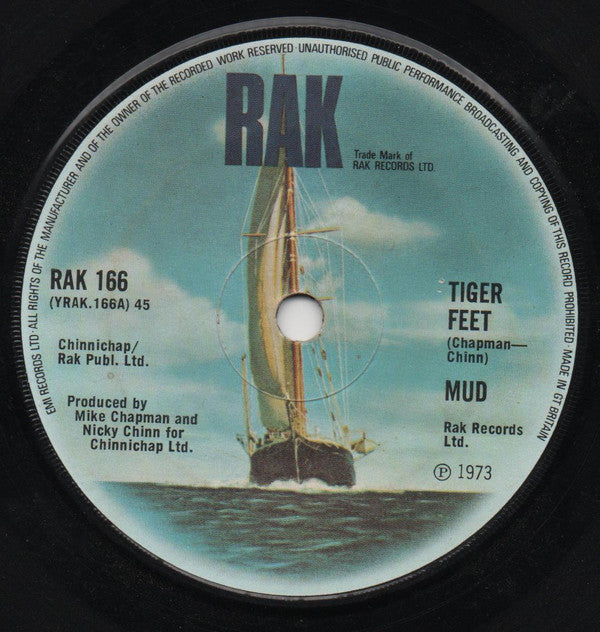 EMI RECORDS LTD · ALL RIGHTS OF THE MANUFACTURER AND OF THE OWNER OF THE RECORDED WORK RESERVED · UNAUTHORISED PUBLIC PERFORMANCE BROADCASTING AND COPYING OF THIS RECORD PROHIBITED · MADE IN GT BRITAIN
RAK
Trade Mark of
RAK RECORDS LTD.
RAK 166
(YRAK.166A) 45
Chinnichap/
Rak Publ. Ltd.
Produced by
Mike Chapman and
Nicky Chinn for
Chinnichap Ltd.
TIGER
FEET
(Chapman—
Chinn)
MUD
Rak Records
Ltd.
℗ 1973